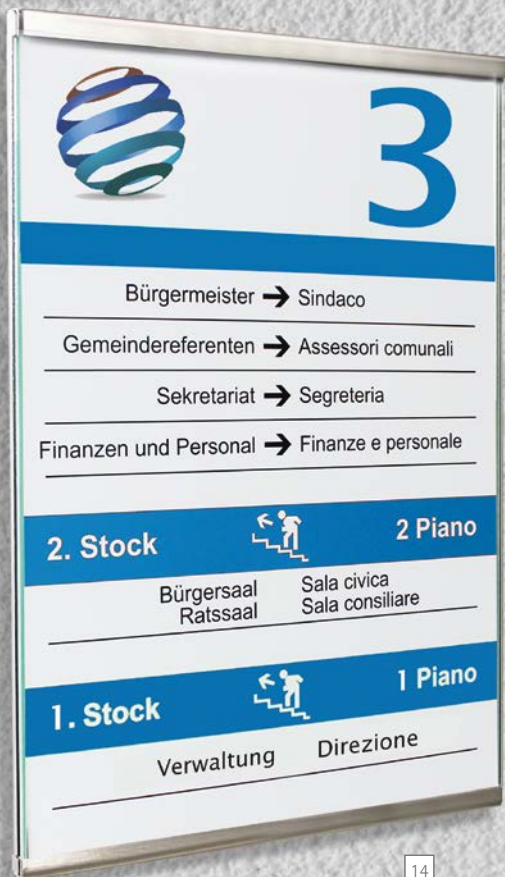 3
Bürgermeister → Sindaco
Gemeindereferenten → Assessori comunali
Sekretariat → Segreteria
Finanzen und Personal → Finanze e personale
2. Stock 2 Piano
Bürgersaal Sala civica
Ratssaal Sala consiliare
1. Stock 1 Piano
Verwaltung Direzione
14